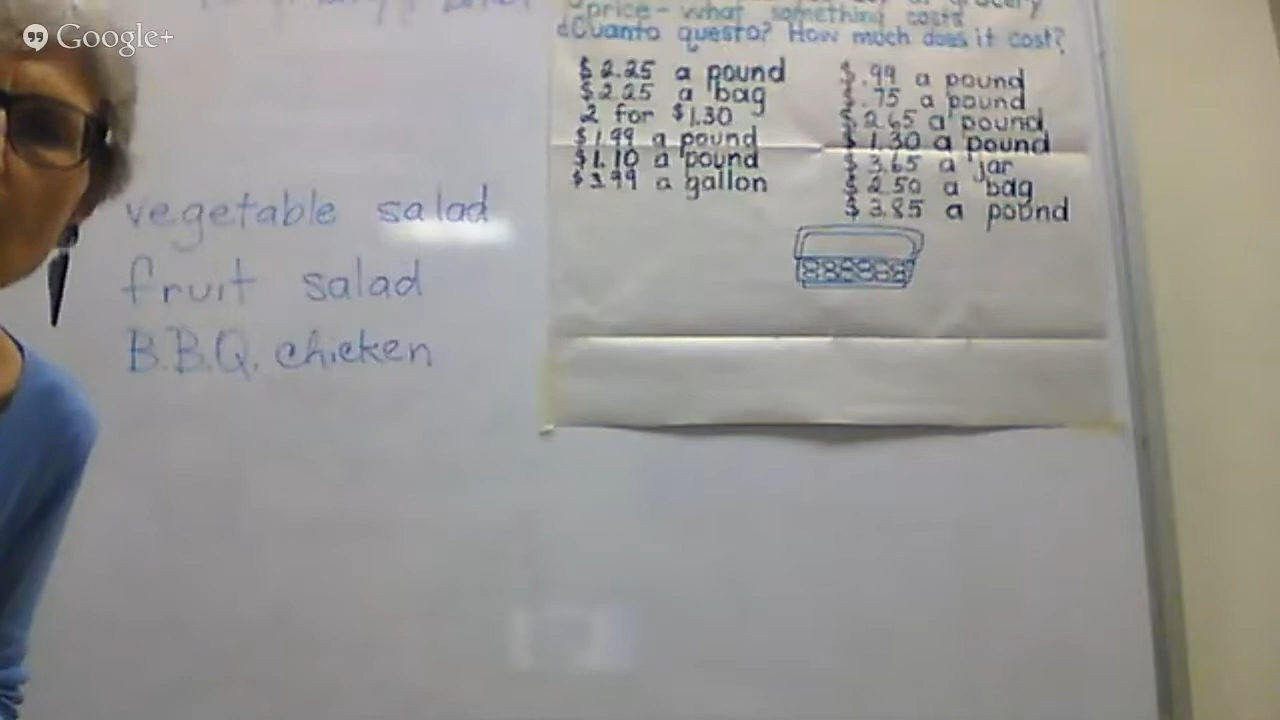 Google+
grocery
price - what something costs
¿Cuanto questo? How much does it cost?
$2.25 a pound
$2.25 a bag
2 for $1.30
$1.99 a pound
$1.10 a pound
$3.99 a gallon
$.99 a pound
$.75 a pound
$2.65 a pound
$1.30 a pound
$3.65 a jar
$2.50 a bag
$3.85 a pound
vegetable salad
fruit salad
B.B.Q. chicken